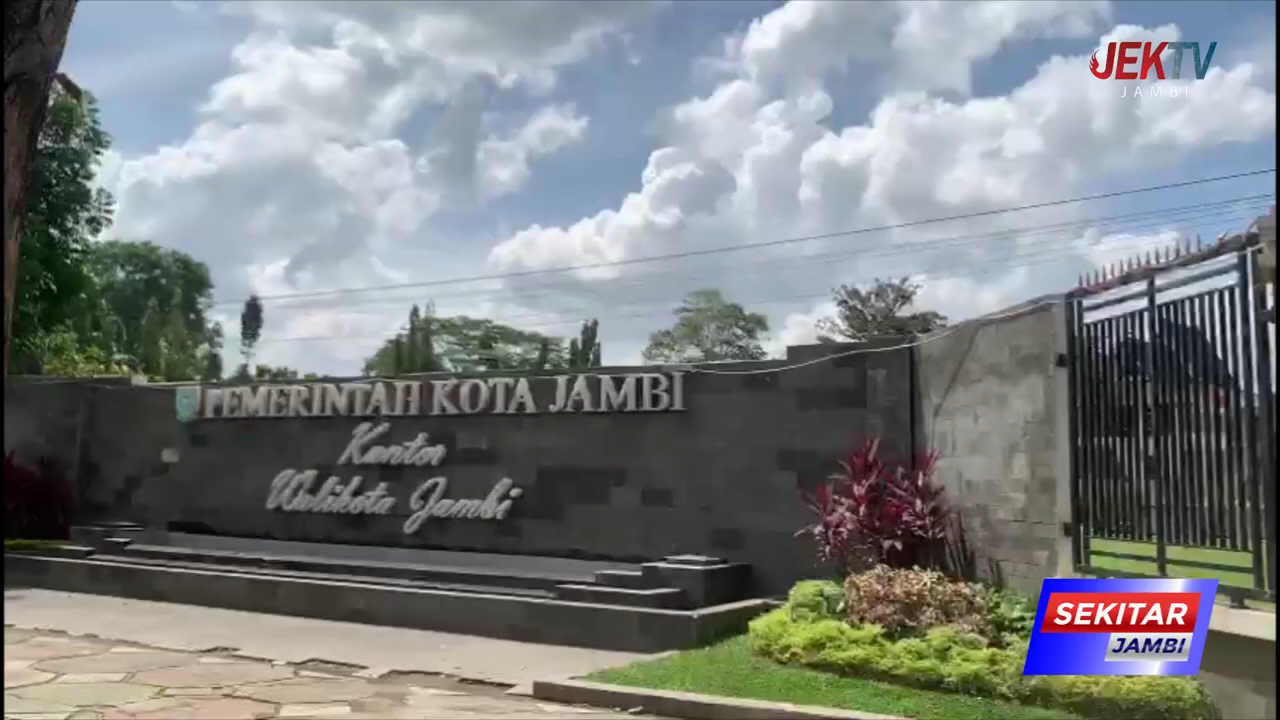 JEKTV
JAMBI
PEMERINTAH KOTA JAMBI
Kantor
Walikota Jambi
SEKITAR
JAMBI